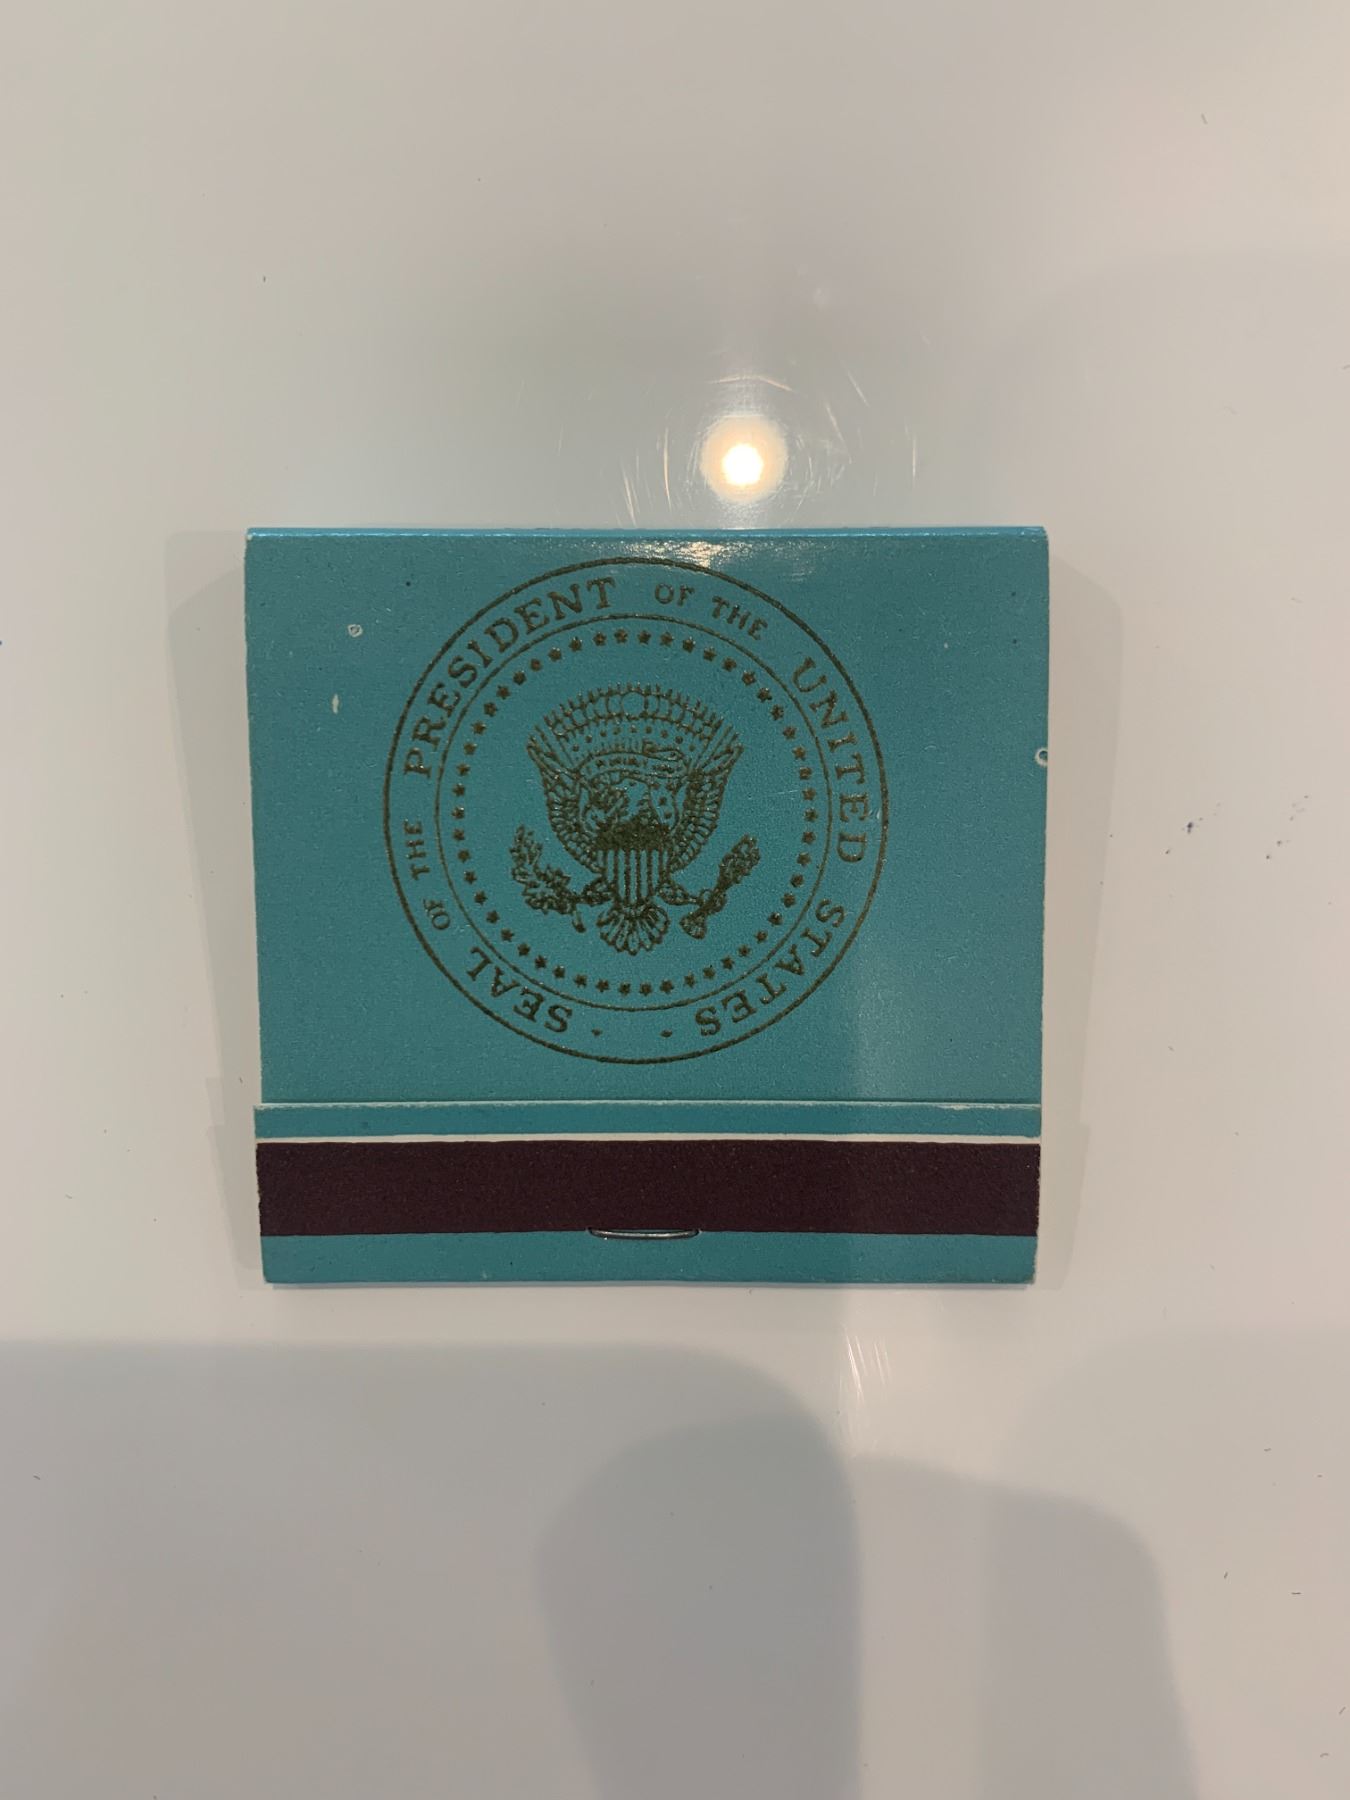 SEAL OF THE PRESIDENT OF THE UNITED STATES